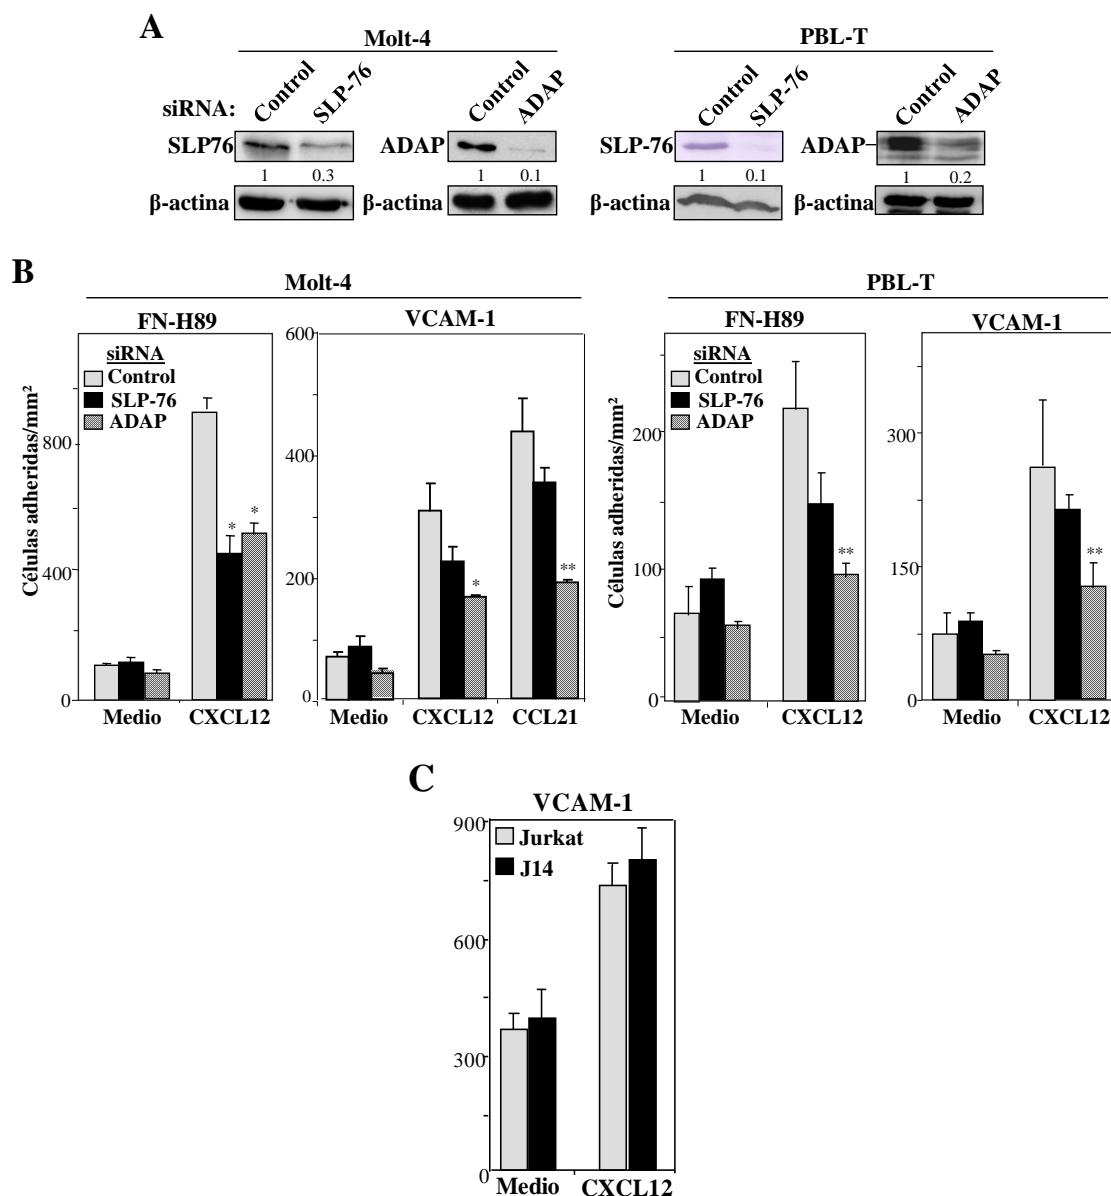 A
Molt-4
PBL-T
siRNA:
Control
SLP-76
Control
ADAP
Control
SLP-76
Control
ADAP
SLP76
ADAP
SLP-76
ADAP
1 0.3
1 0.1
1 0.1
1 0.2
β-actina
β-actina
β-actina
β-actina
B
Molt-4
PBL-T
FN-H89
siRNA
Control
SLP-76
ADAP
Células adheridas/mm²
800
400
0
* *
Medio CXCL12
VCAM-1
600
400
200
0
*
**
Medio CXCL12 CCL21
FN-H89
siRNA
Control
SLP-76
ADAP
Células adheridas/mm²
200
100
0
**
Medio CXCL12
VCAM-1
300
150
0
**
Medio CXCL12
C
VCAM-1
Jurkat
J14
900
600
300
0
Medio CXCL12